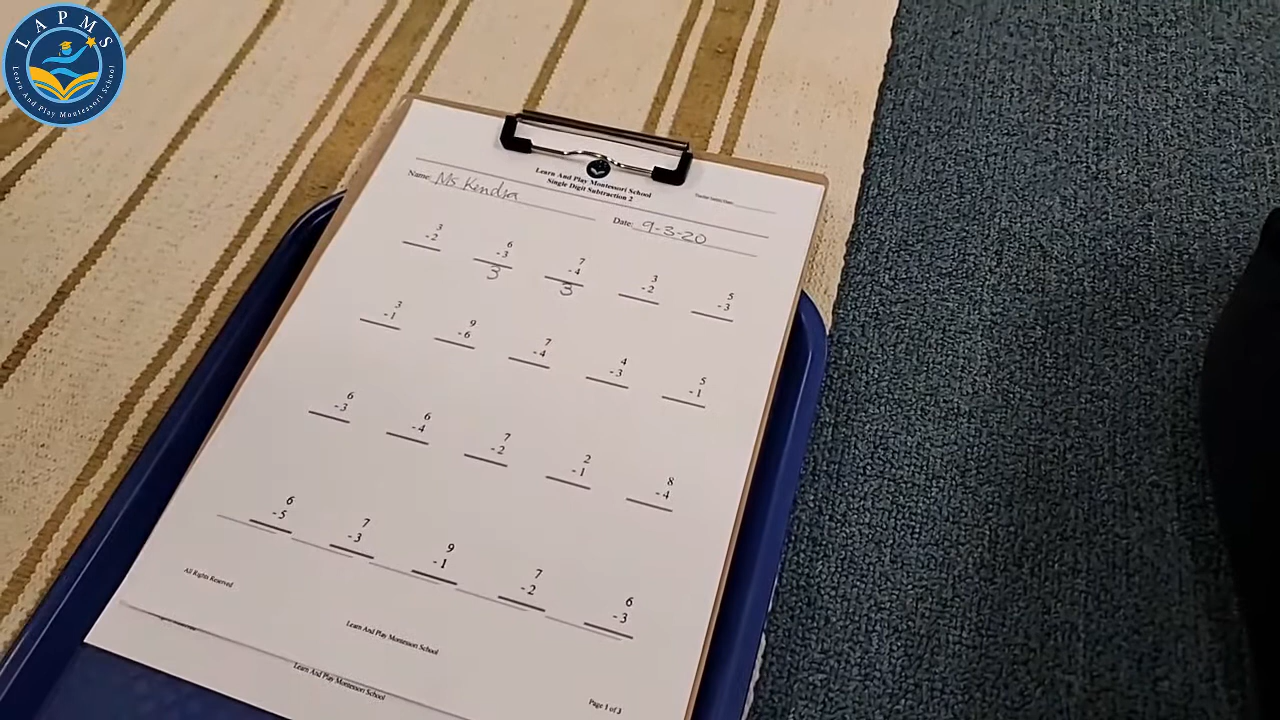 LAPMS
Learn And Play Montessori School
Learn And Play Montessori School
Single Digit Subtraction 2
Name: Ms Kendra
Date: 9-3-20
3 6 7 3 5
-2 -3 -4 -2 -3
3 3
3 9 7 4 5
-1 -6 -4 -3 -1
6 6 7 2 8
-3 -4 -2 -1 -4
6 7 9 7 6
-5 -3 -1 -2 -3
All Rights Reserved
Learn And Play Montessori School
Learn And Play Montessori School
Page 1 of 3